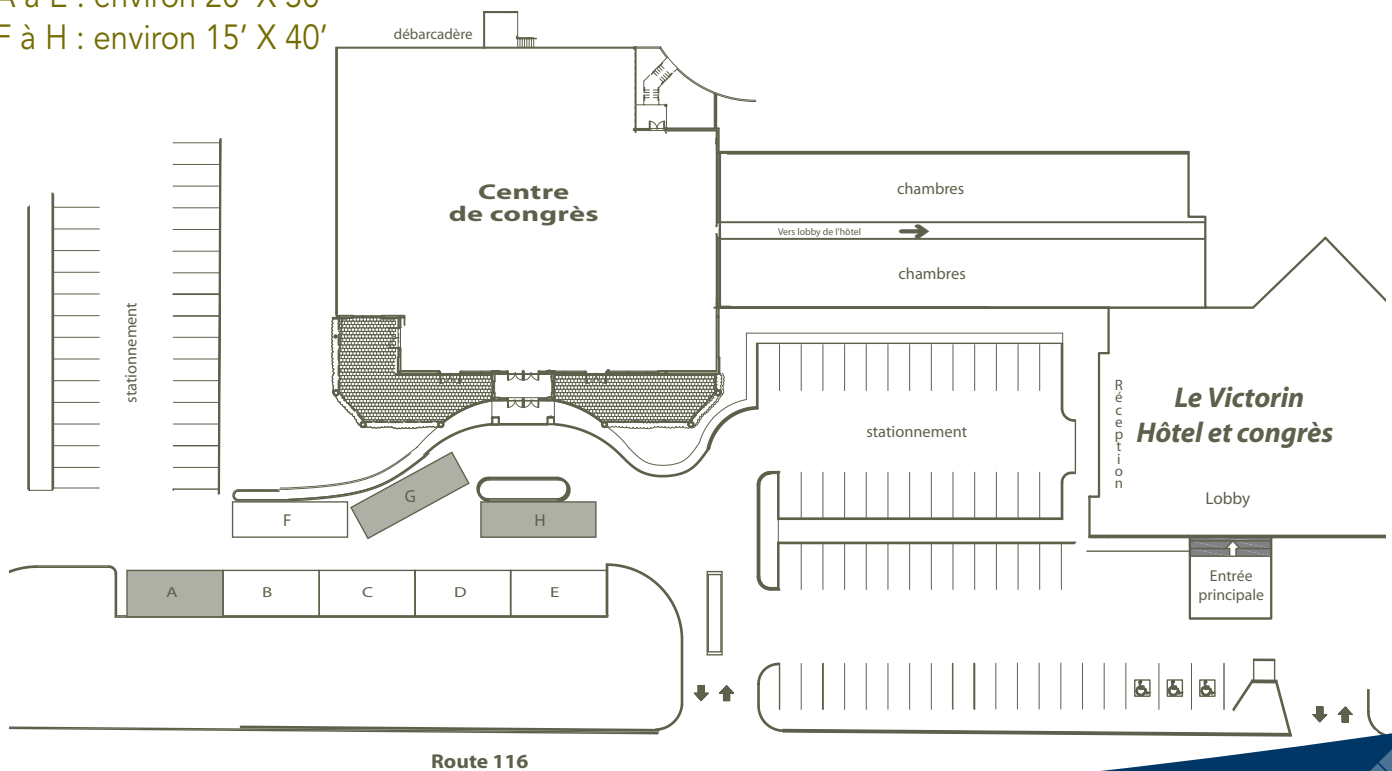 F à H : environ 15’ X 40’
débarcadère
Centre
de congrès
chambres
Vers lobby de l’hôtel
chambres
stationnement
stationnement
Réception
Le Victorin
Hôtel et congrès
Lobby
G
F
H
A
B
C
D
E
Entrée
principale
Route 116